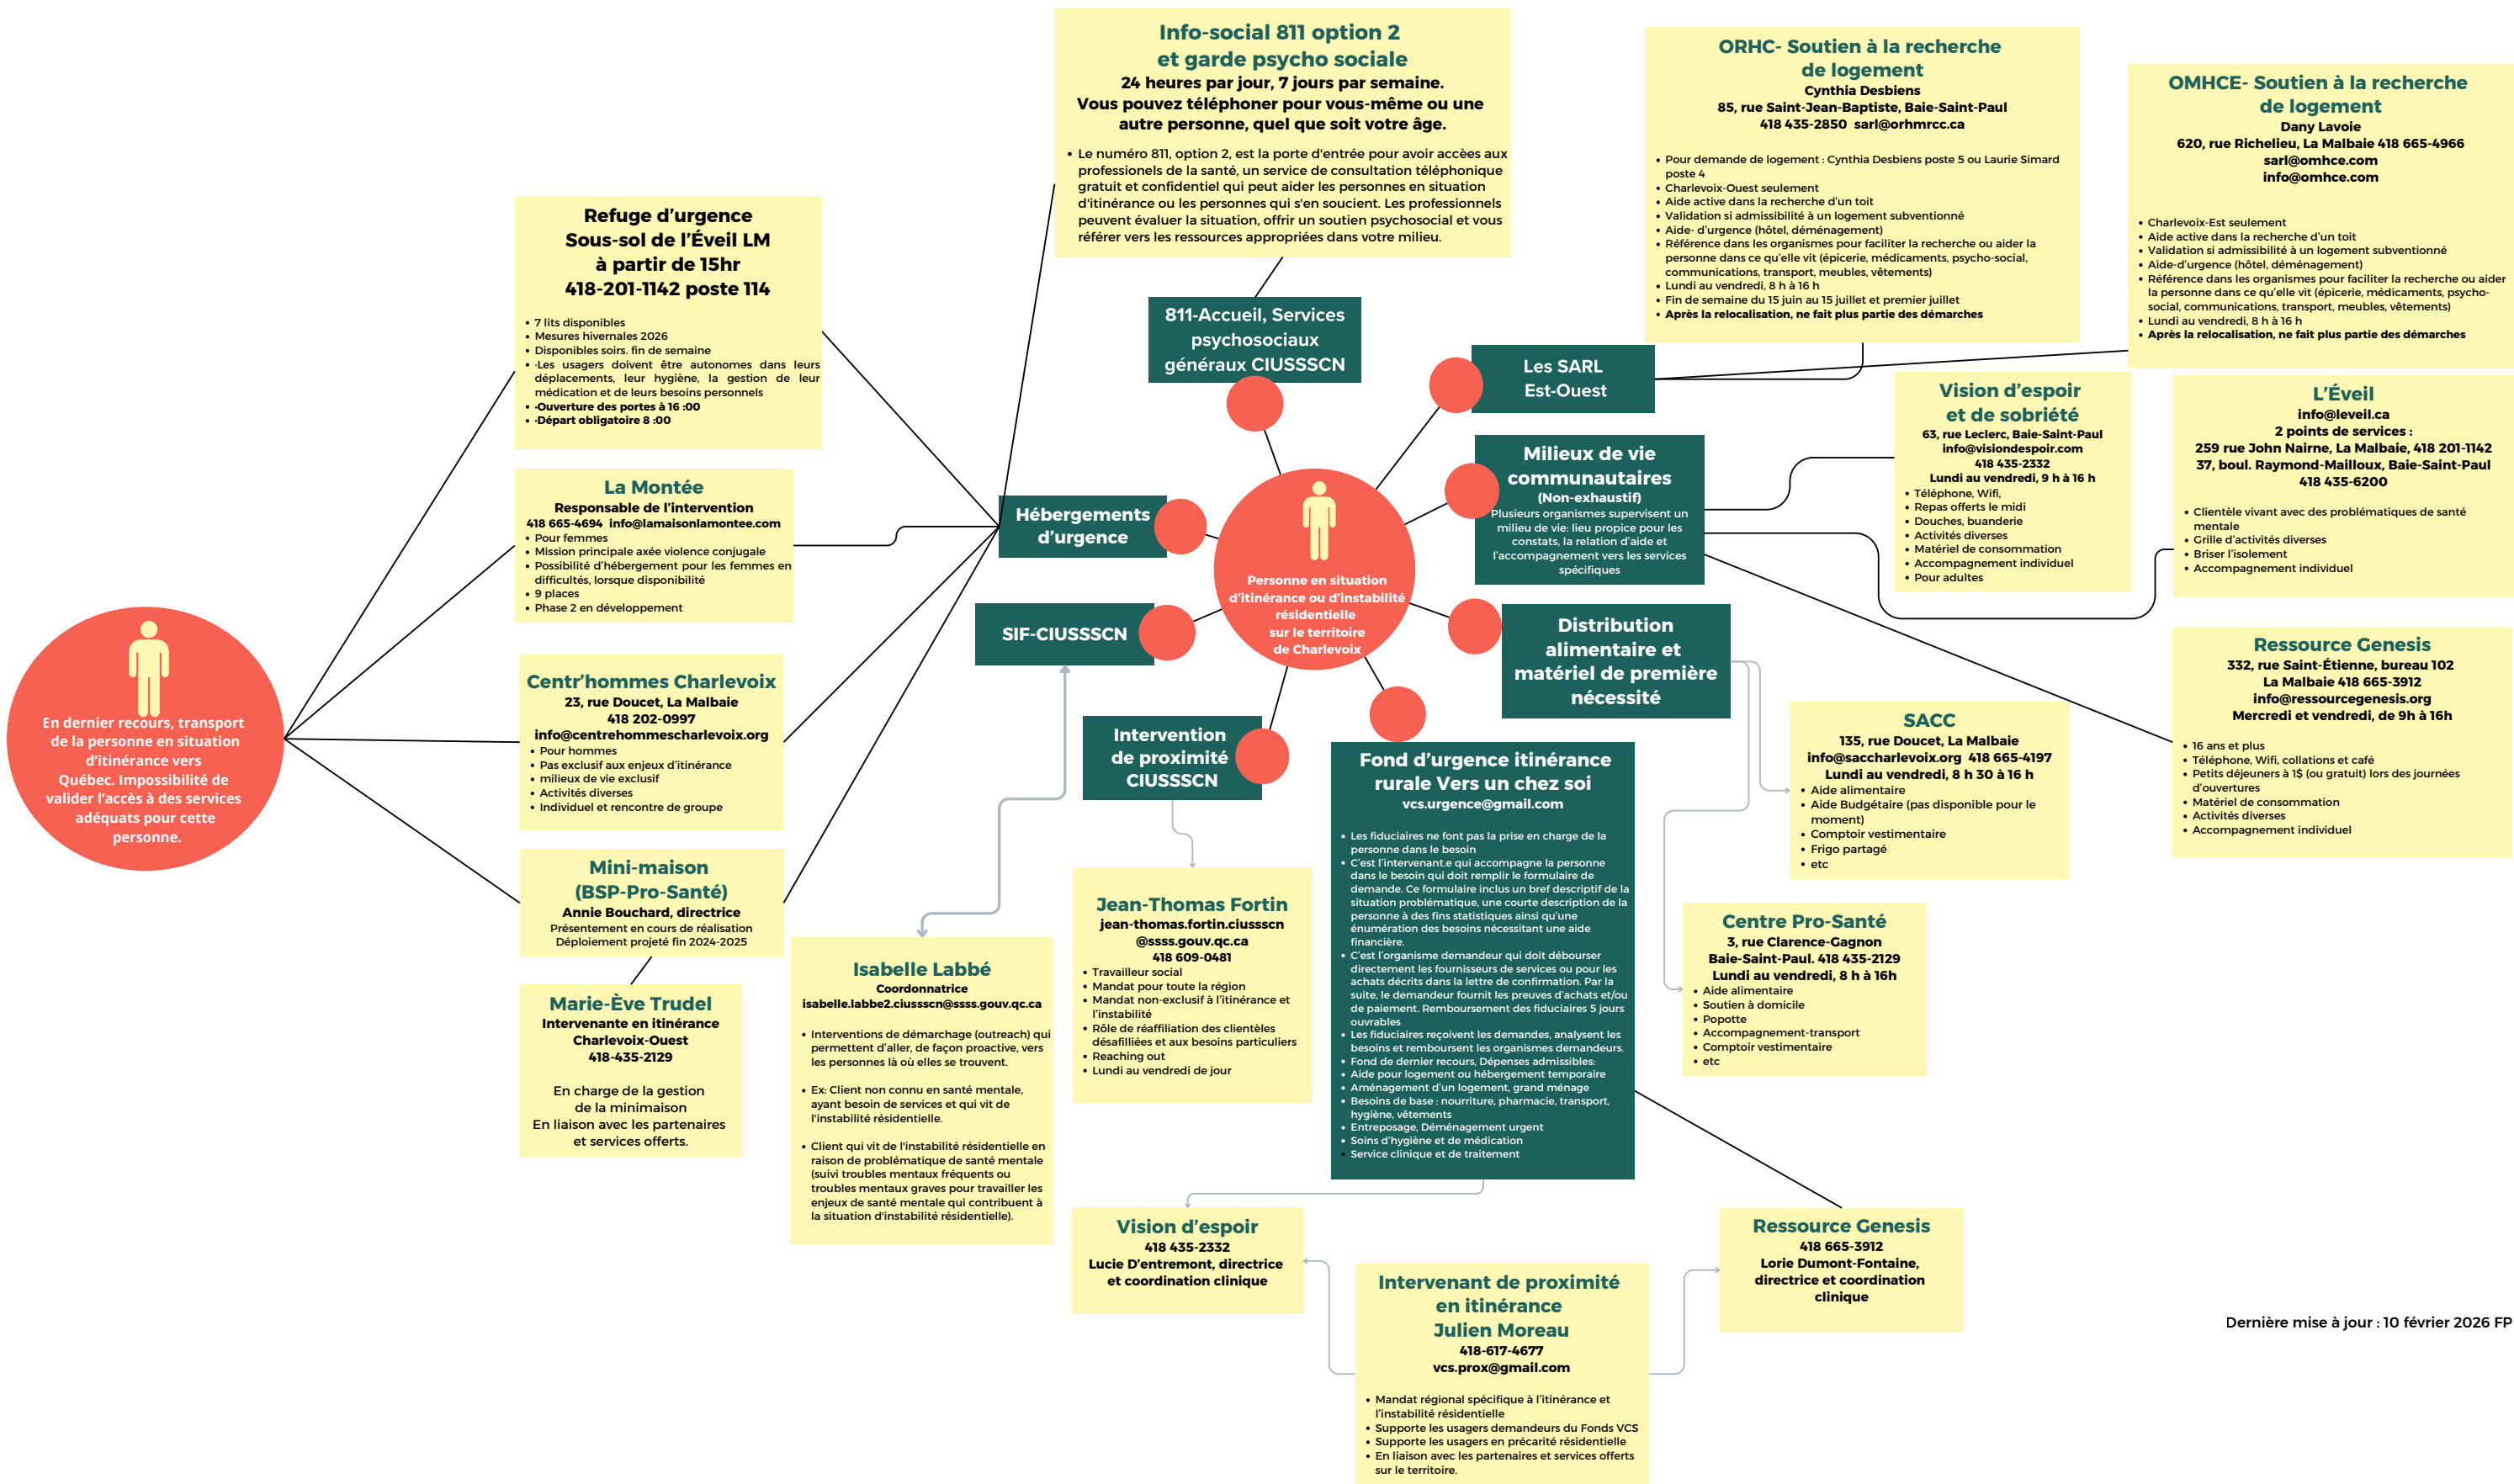 Info-social 811 option 2
et garde psycho sociale
24 heures par jour, 7 jours par semaine.
Vous pouvez téléphoner pour vous-même ou une
autre personne, quel que soit votre âge.
• Le numéro 811, option 2, est la porte d'entrée pour avoir accèes aux
professionels de la santé, un service de consultation téléphonique
gratuit et confidentiel qui peut aider les personnes en situation
d'itinérance ou les personnes qui s'en soucient. Les professionnels
peuvent évaluer la situation, offrir un soutien psychosocial et vous
référer vers les ressources appropriées dans votre milieu.
ORHC- Soutien à la recherche
de logement
Cynthia Desbiens
85, rue Saint-Jean-Baptiste, Baie-Saint-Paul
418 435-2850 sarl@orhmrcc.ca
• Pour demande de logement : Cynthia Desbiens poste 5 ou Laurie Simard
poste 4
• Charlevoix-Ouest seulement
• Aide active dans la recherche d'un toit
• Validation si admissibilité à un logement subventionné
• Aide- d'urgence (hôtel, déménagement)
• Référence dans les organismes pour faciliter la recherche ou aider la
personne dans ce qu'elle vit (épicerie, médicaments, psycho-social,
communications, transport, meubles, vêtements)
• Lundi au vendredi, 8 h à 16 h
• Fin de semaine du 15 juin au 15 juillet et premier juillet
• Après la relocalisation, ne fait plus partie des démarches
OMHCE- Soutien à la recherche
de logement
Dany Lavoie
620, rue Richelieu, La Malbaie 418 665-4966
sarl@omhce.com
info@omhce.com
• Charlevoix-Est seulement
• Aide active dans la recherche d'un toit
• Validation si admissibilité à un logement subventionné
• Aide-d'urgence (hôtel, déménagement)
• Référence dans les organismes pour faciliter la recherche ou aider
la personne dans ce qu'elle vit (épicerie, médicaments, psycho-
social, communications, transport, meubles, vêtements)
• Lundi au vendredi, 8 h à 16 h
• Après la relocalisation, ne fait plus partie des démarches
Refuge d'urgence
Sous-sol de l'Éveil LM
à partir de 15hr
418-201-1142 poste 114
• 7 lits disponibles
• Mesures hivernales 2026
• Disponibles soirs. fin de semaine
• ·Les usagers doivent être autonomes dans leurs
déplacements, leur hygiène, la gestion de leur
médication et de leurs besoins personnels
• ·Ouverture des portes à 16 :00
• ·Départ obligatoire 8 :00
811-Accueil, Services
psychosociaux
généraux CIUSSSCN
Les SARL
Est-Ouest
Vision d'espoir
et de sobriété
63, rue Leclerc, Baie-Saint-Paul
info@visiondespoir.com
418 435-2332
Lundi au vendredi, 9 h à 16 h
• Téléphone, Wifi,
• Repas offerts le midi
• Douches, buanderie
• Activités diverses
• Matériel de consommation
• Accompagnement individuel
• Pour adultes
L'Éveil
info@leveil.ca
2 points de services :
259 rue John Nairne, La Malbaie, 418 201-1142
37, boul. Raymond-Mailloux, Baie-Saint-Paul
418 435-6200
• Clientèle vivant avec des problématiques de santé
mentale
• Grille d'activités diverses
• Briser l'isolement
• Accompagnement individuel
Milieux de vie
communautaires
(Non-exhaustif)
Plusieurs organismes supervisent un
milieu de vie: lieu propice pour les
constats, la relation d'aide et
l'accompagnement vers les services
spécifiques
La Montée
Responsable de l'intervention
418 665-4694 info@lamaisonlamontee.com
• Pour femmes
• Mission principale axée violence conjugale
• Possibilité d'hébergement pour les femmes en
difficultés, lorsque disponibilité
• 9 places
• Phase 2 en développement
Hébergements
d'urgence
Personne en situation
d'itinérance ou d'instabilité
résidentielle
sur le territoire
de Charlevoix
SIF-CIUSSSCN
Distribution
alimentaire et
matériel de première
nécessité
Ressource Genesis
332, rue Saint-Étienne, bureau 102
La Malbaie 418 665-3912
info@ressourcegenesis.org
Mercredi et vendredi, de 9h à 16h
• 16 ans et plus
• Téléphone, Wifi, collations et café
• Petits déjeuners à 1$ (ou gratuit) lors des journées
d'ouvertures
• Matériel de consommation
• Activités diverses
• Accompagnement individuel
En dernier recours, transport
de la personne en situation
d'itinérance vers
Québec. Impossibilité de
valider l'accès à des services
adéquats pour cette
personne.
Centr'hommes Charlevoix
23, rue Doucet, La Malbaie
418 202-0997
info@centrehommescharlevoix.org
• Pour hommes
• Pas exclusif aux enjeux d'itinérance
• milieux de vie exclusif
• Activités diverses
• Individuel et rencontre de groupe
Intervention
de proximité
CIUSSSCN
SACC
135, rue Doucet, La Malbaie
info@saccharlevoix.org 418 665-4197
Lundi au vendredi, 8 h 30 à 16 h
• Aide alimentaire
• Aide Budgétaire (pas disponible pour le
moment)
• Comptoir vestimentaire
• Frigo partagé
• etc
Fond d'urgence itinérance
rurale Vers un chez soi
vcs.urgence@gmail.com
• Les fiduciaires ne font pas la prise en charge de la
personne dans le besoin
• C'est l'intervenant.e qui accompagne la personne
dans le besoin qui doit remplir le formulaire de
demande. Ce formulaire inclus un bref descriptif de la
situation problématique, une courte description de la
personne à des fins statistiques ainsi qu'une
énumération des besoins nécessitant une aide
financière.
• C'est l'organisme demandeur qui doit débourser
directement les fournisseurs de services ou pour les
achats décrits dans la lettre de confirmation. Par la
suite, le demandeur fournit les preuves d'achats et/ou
de paiement. Remboursement des fiduciaires 5 jours
ouvrables
• Les fiduciaires reçoivent les demandes, analysent les
besoins et remboursent les organismes demandeurs.
• Fond de dernier recours, Dépenses admissibles:
• Aide pour logement ou hébergement temporaire
• Aménagement d'un logement, grand ménage
• Besoins de base : nourriture, pharmacie, transport,
hygiène, vêtements
• Entreposage, Déménagement urgent
• Soins d'hygiène et de médication
• Service clinique et de traitement
Mini-maison
(BSP-Pro-Santé)
Annie Bouchard, directrice
Présentement en cours de réalisation
Déploiement projeté fin 2024-2025
Marie-Ève Trudel
Intervenante en itinérance
Charlevoix-Ouest
418-435-2129
En charge de la gestion
de la minimaison
En liaison avec les partenaires
et services offerts.
Isabelle Labbé
Coordonnatrice
isabelle.labbe2.ciussscn@ssss.gouv.qc.ca
• Interventions de démarchage (outreach) qui
permettent d'aller, de façon proactive, vers
les personnes là où elles se trouvent.
• Ex: Client non connu en santé mentale,
ayant besoin de services et qui vit de
l'instabilité résidentielle.
• Client qui vit de l'instabilité résidentielle en
raison de problématique de santé mentale
(suivi troubles mentaux fréquents ou
troubles mentaux graves pour travailler les
enjeux de santé mentale qui contribuent à
la situation d'instabilité résidentielle).
Jean-Thomas Fortin
jean-thomas.fortin.ciussscn
@ssss.gouv.qc.ca
418 609-0481
• Travailleur social
• Mandat pour toute la région
• Mandat non-exclusif à l'itinérance et
l'instabilité
• Rôle de réaffiliation des clientèles
désafilliées et aux besoins particuliers
• Reaching out
• Lundi au vendredi de jour
Centre Pro-Santé
3, rue Clarence-Gagnon
Baie-Saint-Paul. 418 435-2129
Lundi au vendredi, 8 h à 16h
• Aide alimentaire
• Soutien à domicile
• Popotte
• Accompagnement-transport
• Comptoir vestimentaire
• etc
Vision d'espoir
418 435-2332
Lucie D'entremont, directrice
et coordination clinique
Intervenant de proximité
en itinérance
Julien Moreau
418-617-4677
vcs.prox@gmail.com
• Mandat régional spécifique à l'itinérance et
l'instabilité résidentielle
• Supporte les usagers demandeurs du Fonds VCS
• Supporte les usagers en précarité résidentielle
• En liaison avec les partenaires et services offerts
sur le territoire.
Ressource Genesis
418 665-3912
Lorie Dumont-Fontaine,
directrice et coordination
clinique
Dernière mise à jour : 10 février 2026 FP